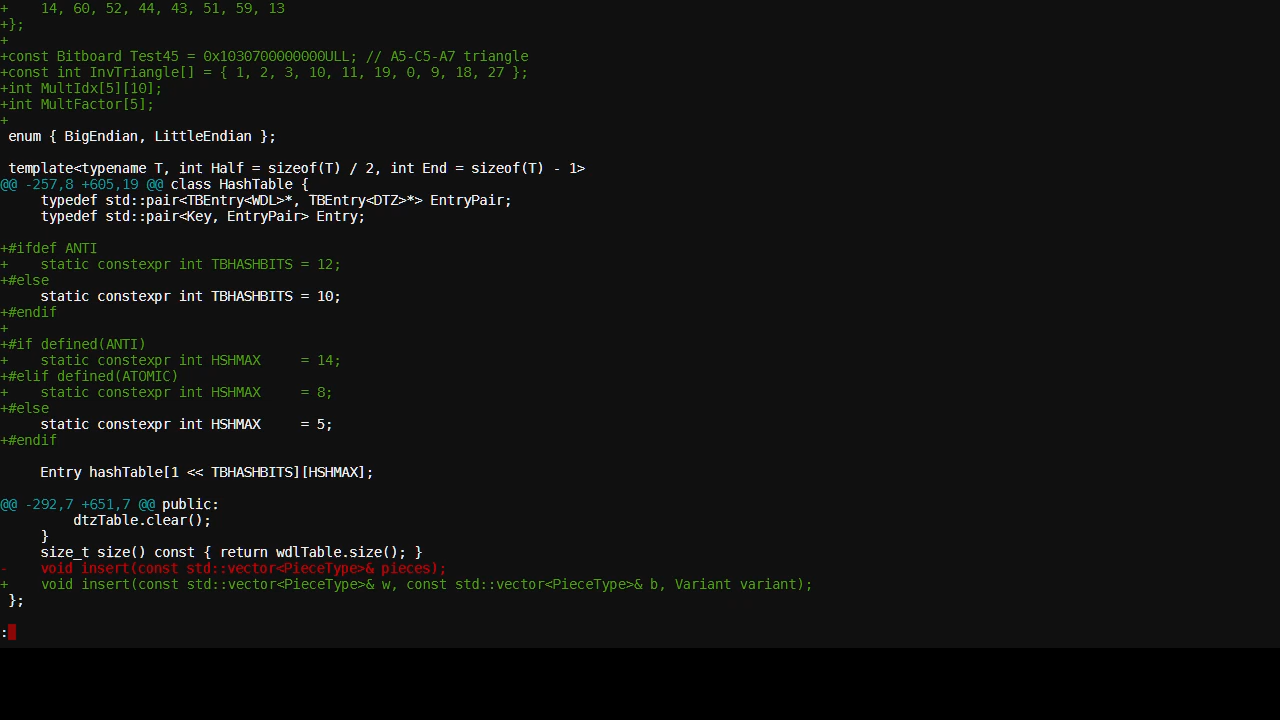 +    14, 60, 52, 44, 43, 51, 59, 13
+};
+
+const Bitboard Test45 = 0x1030700000000ULL; // A5-C5-A7 triangle
+const int InvTriangle[] = { 1, 2, 3, 10, 11, 19, 0, 9, 18, 27 };
+int MultIdx[5][10];
+int MultFactor[5];
+
 enum { BigEndian, LittleEndian };

 template<typename T, int Half = sizeof(T) / 2, int End = sizeof(T) - 1>
@@ -257,8 +605,19 @@ class HashTable {
     typedef std::pair<TBEntry<WDL>*, TBEntry<DTZ>*> EntryPair;
     typedef std::pair<Key, EntryPair> Entry;

+#ifdef ANTI
+    static constexpr int TBHASHBITS = 12;
+#else
     static constexpr int TBHASHBITS = 10;
+#endif
+
+#if defined(ANTI)
+    static constexpr int HSHMAX     = 14;
+#elif defined(ATOMIC)
+    static constexpr int HSHMAX     = 8;
+#else
     static constexpr int HSHMAX     = 5;
+#endif

     Entry hashTable[1 << TBHASHBITS][HSHMAX];

@@ -292,7 +651,7 @@ public:
         dtzTable.clear();
     }
     size_t size() const { return wdlTable.size(); }
-    void insert(const std::vector<PieceType>& pieces);
+    void insert(const std::vector<PieceType>& w, const std::vector<PieceType>& b, Variant variant);
 };

: